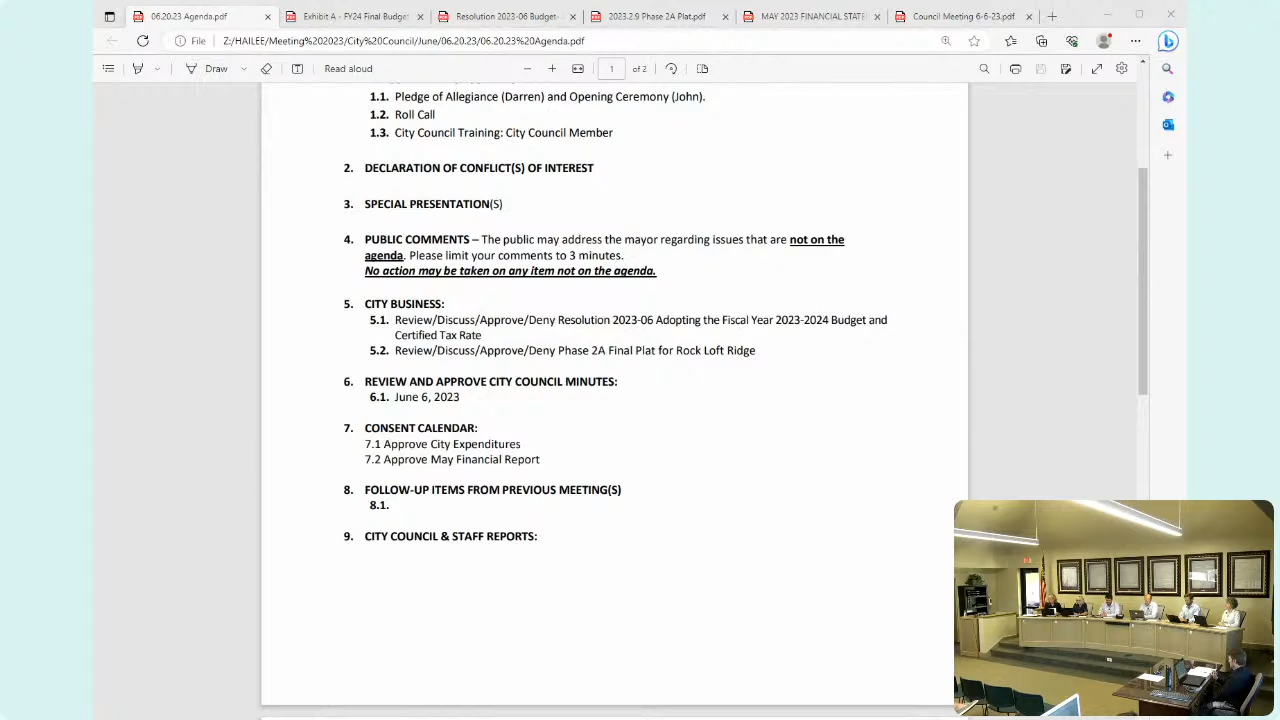 06.20.23 Agenda.pdf
Exhibit A - FY24 Final Budget
Resolution 2023-06 Budget-
2023.2.9 Phase 2A Plat.pdf
MAY 2023 FINANCIAL STATE
Council Meeting 6-6-23.pdf
File Z:/HAILEE/Meeting%202023/City%20Council/June/06.20.23/06.20.23%20Agenda.pdf
Draw Read aloud 1 of 2
1.1. Pledge of Allegiance (Darren) and Opening Ceremony (John).
1.2. Roll Call
1.3. City Council Training: City Council Member
2. DECLARATION OF CONFLICT(S) OF INTEREST
3. SPECIAL PRESENTATION(S)
4. PUBLIC COMMENTS – The public may address the mayor regarding issues that are not on the
agenda. Please limit your comments to 3 minutes.
No action may be taken on any item not on the agenda.
5. CITY BUSINESS:
5.1. Review/Discuss/Approve/Deny Resolution 2023-06 Adopting the Fiscal Year 2023-2024 Budget and
Certified Tax Rate
5.2. Review/Discuss/Approve/Deny Phase 2A Final Plat for Rock Loft Ridge
6. REVIEW AND APPROVE CITY COUNCIL MINUTES:
6.1. June 6, 2023
7. CONSENT CALENDAR:
7.1 Approve City Expenditures
7.2 Approve May Financial Report
8. FOLLOW-UP ITEMS FROM PREVIOUS MEETING(S)
8.1.
9. CITY COUNCIL & STAFF REPORTS: